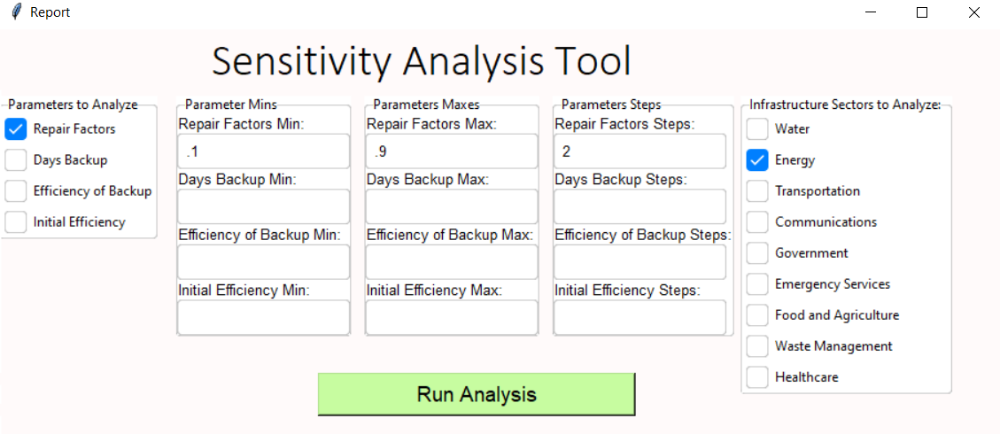 Report
Sensitivity Analysis Tool
Parameters to Analyze
Repair Factors
Days Backup
Efficiency of Backup
Initial Efficiency
Parameter Mins
Repair Factors Min:
.1
Days Backup Min:
Efficiency of Backup Min:
Initial Efficiency Min:
Parameters Maxes
Repair Factors Max:
.9
Days Backup Max:
Efficiency of Backup Max:
Initial Efficiency Max:
Parameters Steps
Repair Factors Steps:
2
Days Backup Steps:
Efficiency of Backup Steps:
Initial Efficiency Steps:
Infrastructure Sectors to Analyze:
Water
Energy
Transportation
Communications
Government
Emergency Services
Food and Agriculture
Waste Management
Healthcare
Run Analysis